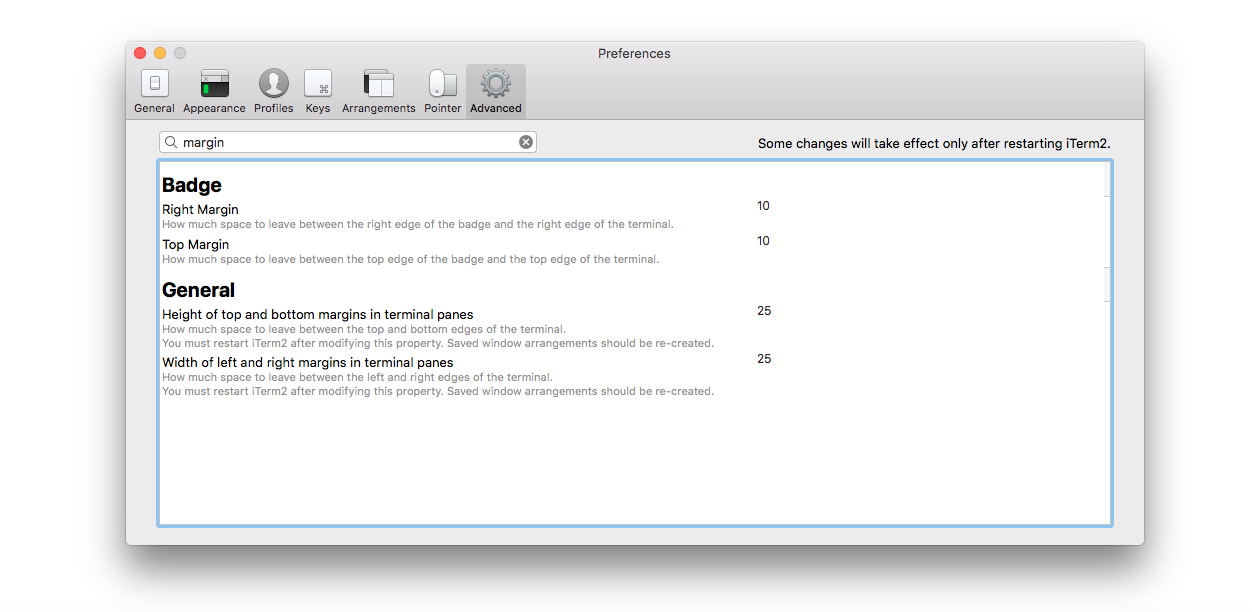 Preferences
General Appearance Profiles Keys Arrangements Pointer Advanced
margin
Some changes will take effect only after restarting iTerm2.
Badge
Right Margin 10
How much space to leave between the right edge of the badge and the right edge of the terminal.
Top Margin 10
How much space to leave between the top edge of the badge and the top edge of the terminal.
General
Height of top and bottom margins in terminal panes 25
How much space to leave between the top and bottom edges of the terminal.
You must restart iTerm2 after modifying this property. Saved window arrangements should be re-created.
Width of left and right margins in terminal panes 25
How much space to leave between the left and right edges of the terminal.
You must restart iTerm2 after modifying this property. Saved window arrangements should be re-created.